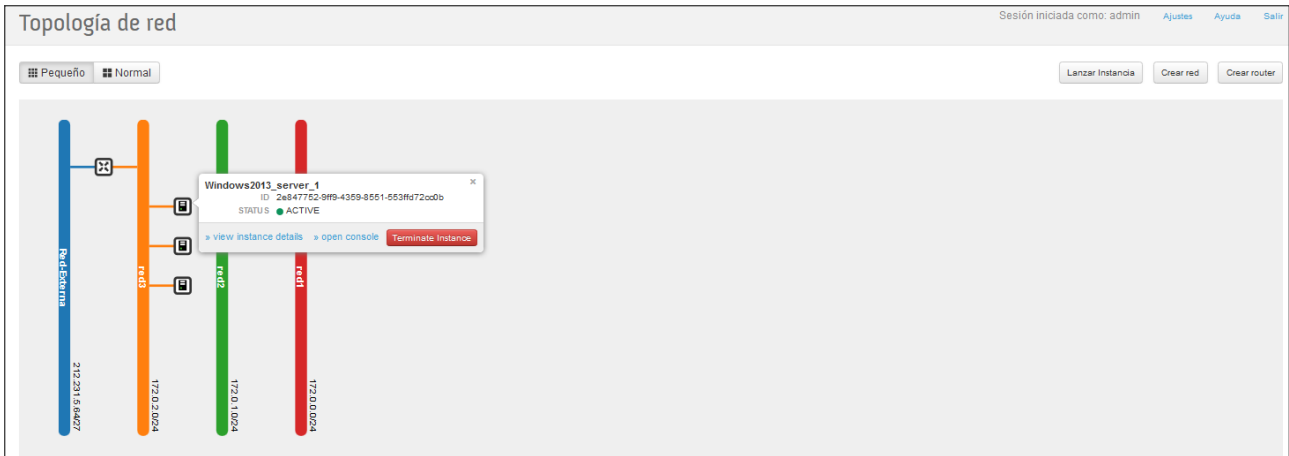 Topología de red
Sesión iniciada como: admin Ajustes Ayuda Salir
Pequeño Normal
Lanzar Instancia Crear red Crear router
Windows2013_server_1 ×
ID 2e847752-9ff9-4359-8551-553ffd72cc0b
STATUS ACTIVE
» view instance details » open console Terminate Instance
Red-Externa
212.231.5.64/27
red3
172.0.2.0/24
red2
172.0.1.0/24
red1
172.0.0.0/24